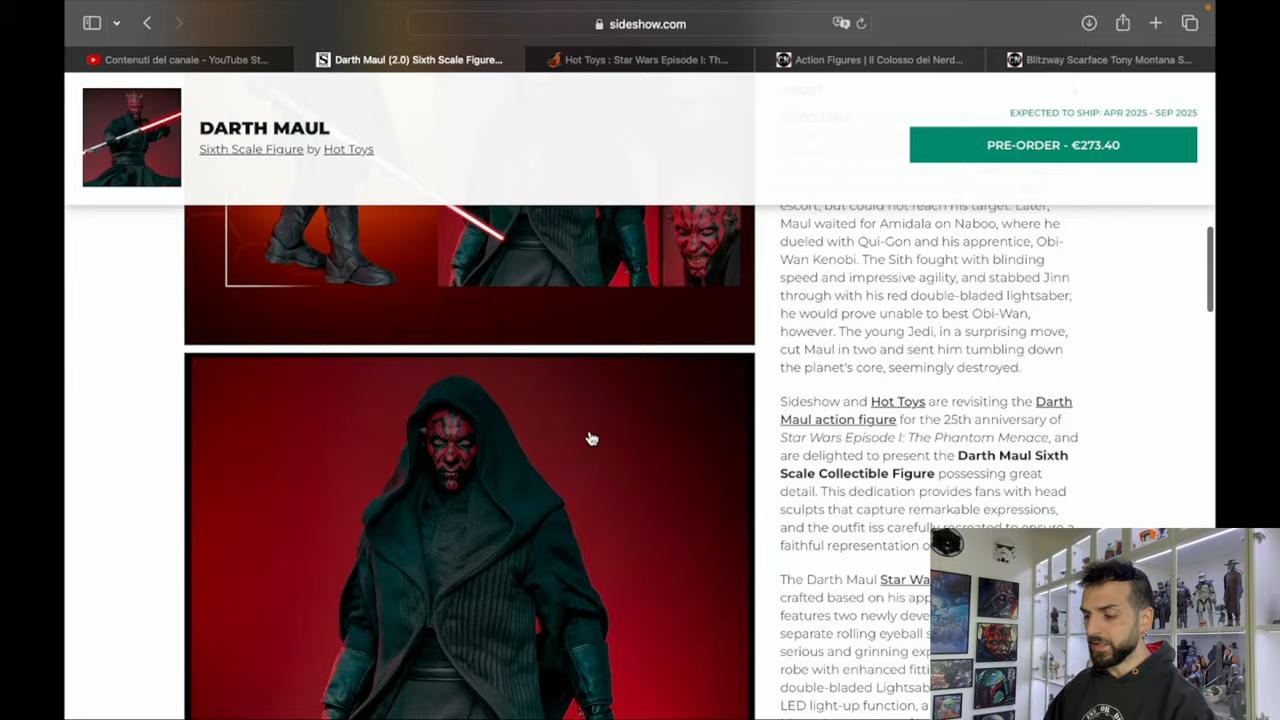 sideshow.com
Contenuti del canale - YouTube St...
Darth Maul (2.0) Sixth Scale Figure...
Hot Toys : Star Wars Episode I: Th...
Action Figures | Il Colosso dei Nerd...
Blitzway Scarface Tony Montana S...
DARTH MAUL
Sixth Scale Figure by Hot Toys
EXPECTED TO SHIP: APR 2025 - SEP 2025
PRE-ORDER - €273.40
escort, but could not reach his target. Later,
Maul waited for Amidala on Naboo, where he
dueled with Qui-Gon and his apprentice, Obi-
Wan Kenobi. The Sith fought with blinding
speed and impressive agility, and stabbed Jinn
through with his red double-bladed lightsaber;
he would prove unable to best Obi-Wan,
however. The young Jedi, in a surprising move,
cut Maul in two and sent him tumbling down
the planet's core, seemingly destroyed.
Sideshow and Hot Toys are revisiting the Darth
Maul action figure for the 25th anniversary of
Star Wars Episode I: The Phantom Menace, and
are delighted to present the Darth Maul Sixth
Scale Collectible Figure possessing great
detail. This dedication provides fans with head
sculpts that capture remarkable expressions,
and the outfit iss carefully recreated to ensure a
faithful representation o
The Darth Maul Star Wa
crafted based on his app
features two newly deve
separate rolling eyeball s
serious and grinning exp
robe with enhanced fitti
double-bladed Lightsab
LED light-up function, a